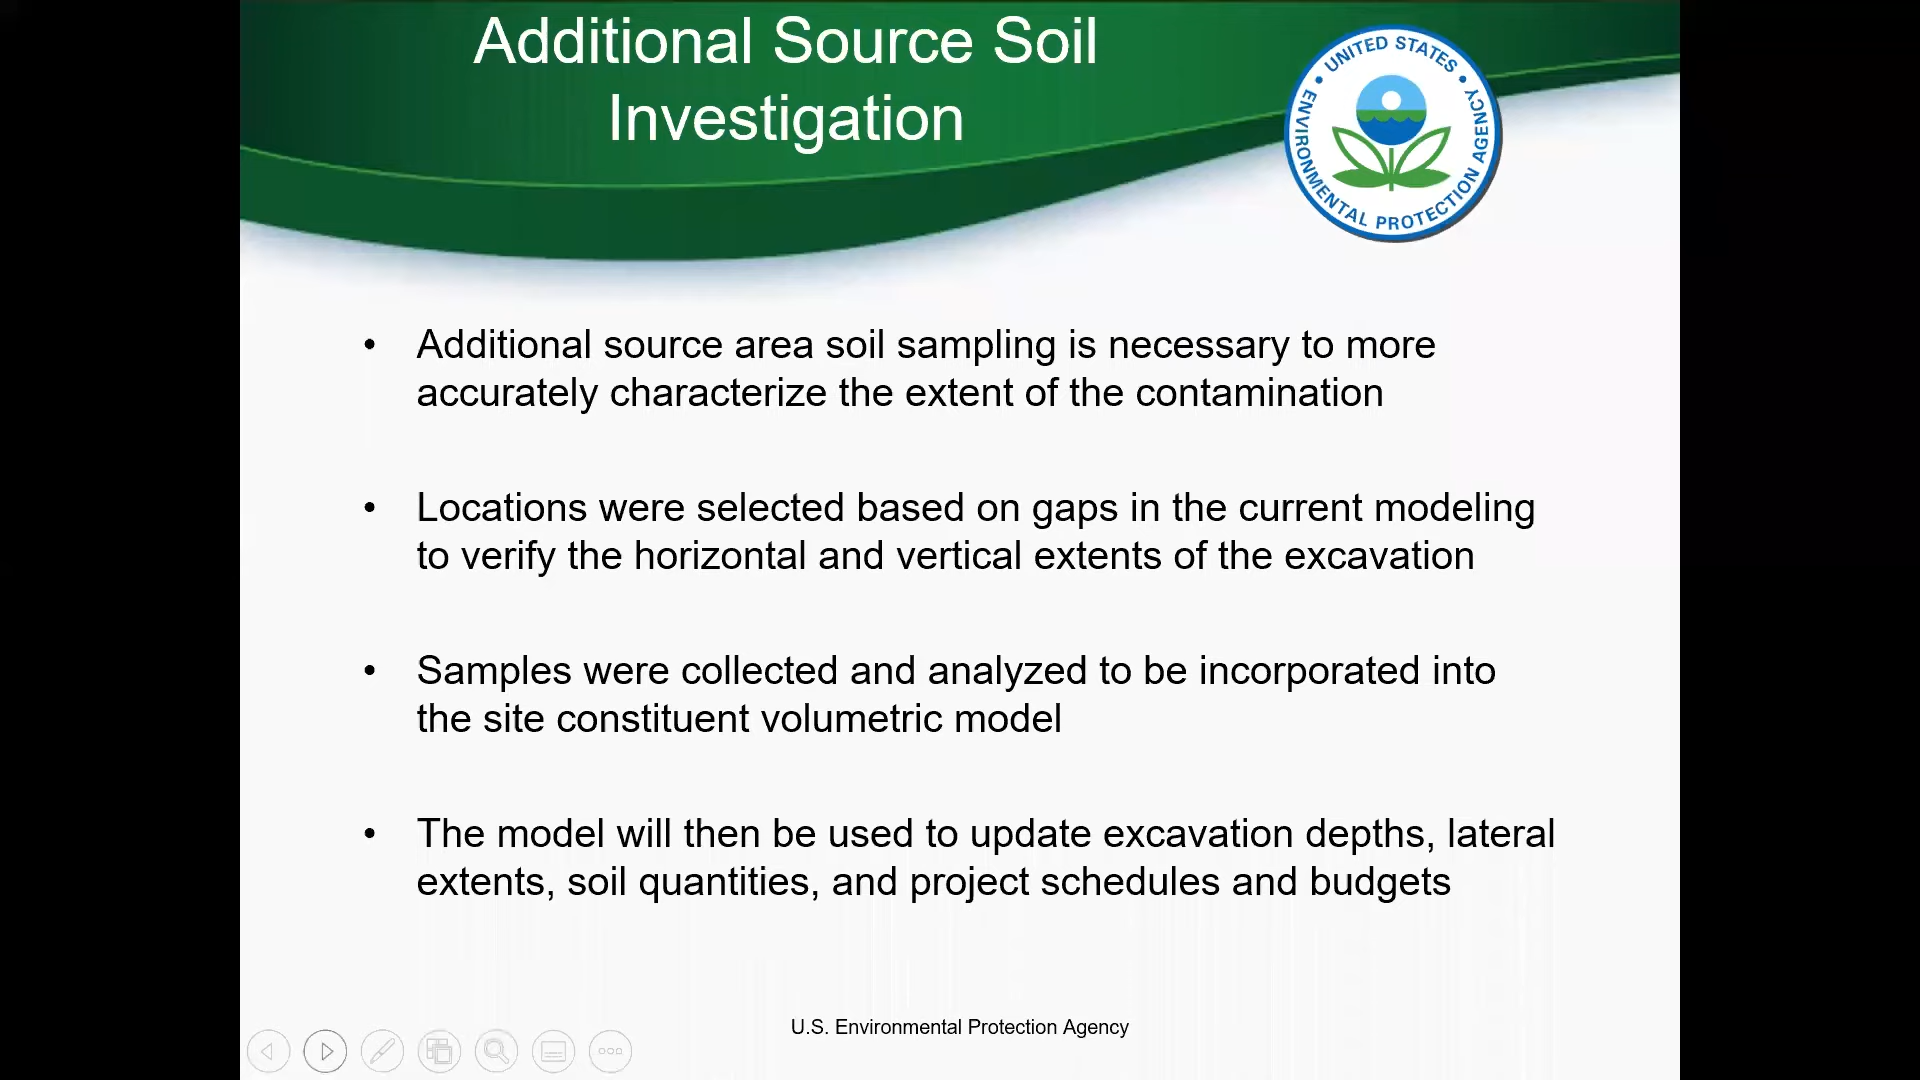 Additional Source Soil
Investigation
UNITED STATES
ENVIRONMENTAL PROTECTION AGENCY
• Additional source area soil sampling is necessary to more
accurately characterize the extent of the contamination
• Locations were selected based on gaps in the current modeling
to verify the horizontal and vertical extents of the excavation
• Samples were collected and analyzed to be incorporated into
the site constituent volumetric model
• The model will then be used to update excavation depths, lateral
extents, soil quantities, and project schedules and budgets
U.S. Environmental Protection Agency